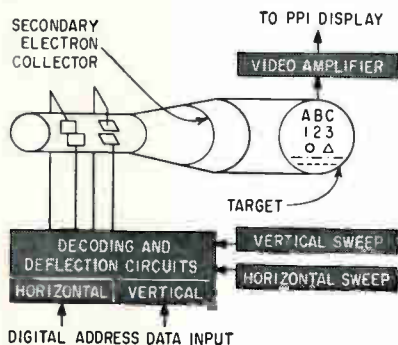 TO PPI DISPLAY
SECONDARY
ELECTRON
COLLECTOR
VIDEO AMPLIFIER
ABC
123
TARGET
DECODING AND
DEFLECTION CIRCUITS
HORIZONTAL VERTICAL
VERTICAL SWEEP
HORIZONTAL SWEEP
DIGITAL ADDRESS DATA INPUT